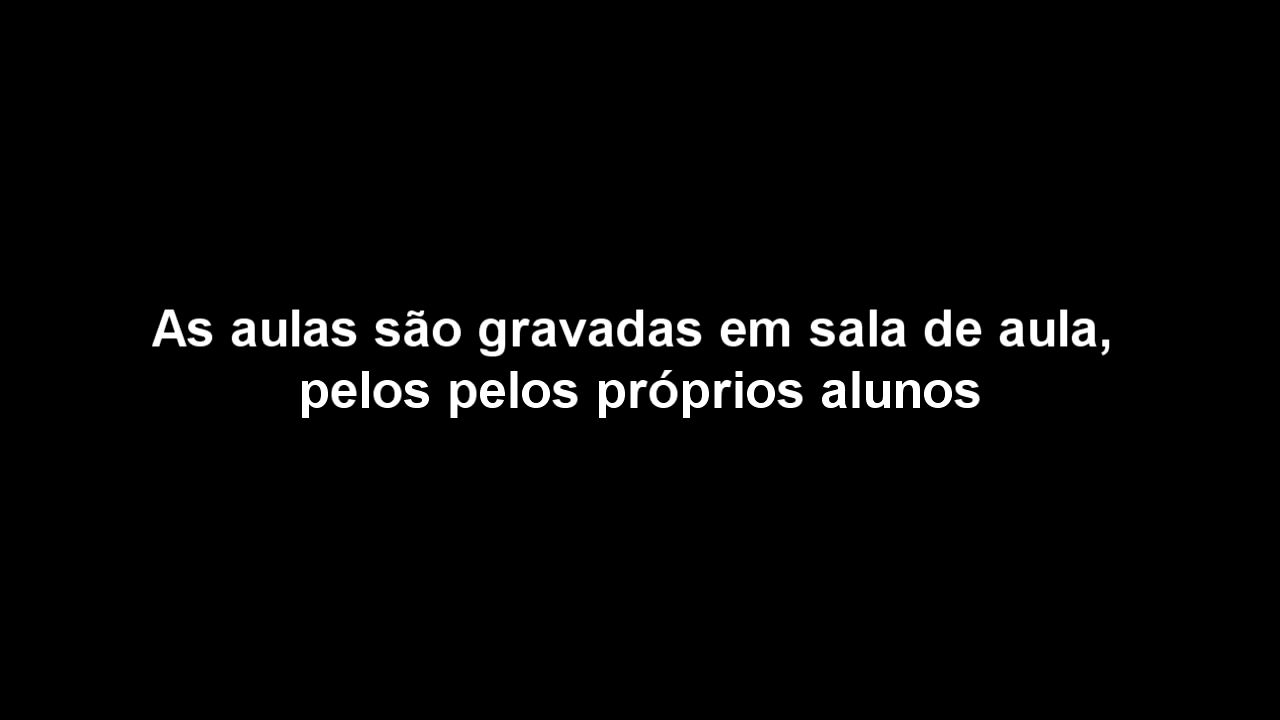 As aulas são gravadas em sala de aula,
pelos pelos próprios alunos